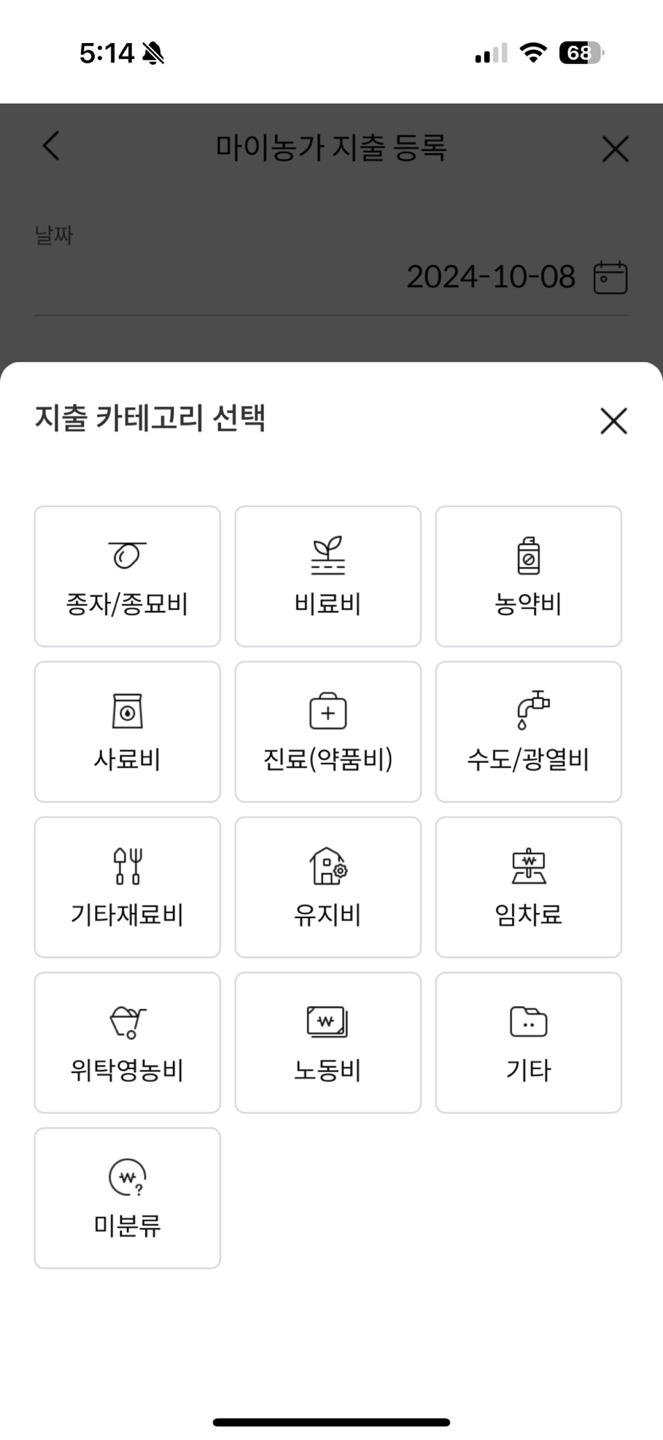 5:14
68
마이농가 지출 등록
날짜
2024-10-08
지출 카테고리 선택
종자/종묘비
비료비
농약비
사료비
진료(약품비)
수도/광열비
기타재료비
유지비
임차료
위탁영농비
노동비
기타
미분류